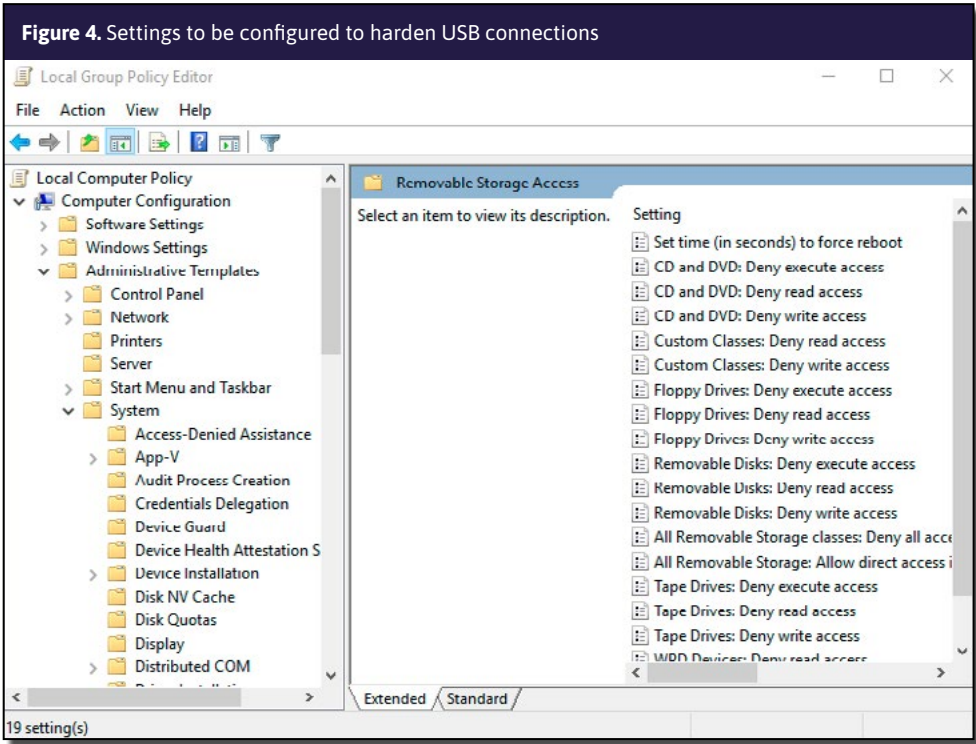 Figure 4. Settings to be configured to harden USB connections
Local Group Policy Editor
File Action View Help
Local Computer Policy
Computer Configuration
Software Settings
Windows Settings
Administrative Templates
Control Panel
Network
Printers
Server
Start Menu and Taskbar
System
Access-Denied Assistance
App-V
Audit Process Creation
Credentials Delegation
Device Guard
Device Health Attestation S
Device Installation
Disk NV Cache
Disk Quotas
Display
Distributed COM
Removable Storage Access
Select an item to view its description.
Setting
Set time (in seconds) to force reboot
CD and DVD: Deny execute access
CD and DVD: Deny read access
CD and DVD: Deny write access
Custom Classes: Deny read access
Custom Classes: Deny write access
Floppy Drives: Deny execute access
Floppy Drives: Deny read access
Floppy Drives: Deny write access
Removable Disks: Deny execute access
Removable Disks: Deny read access
Removable Disks: Deny write access
All Removable Storage classes: Deny all acce
All Removable Storage: Allow direct access i
Tape Drives: Deny execute access
Tape Drives: Deny read access
Tape Drives: Deny write access
WPD Devices: Deny read access
Extended Standard
19 setting(s)